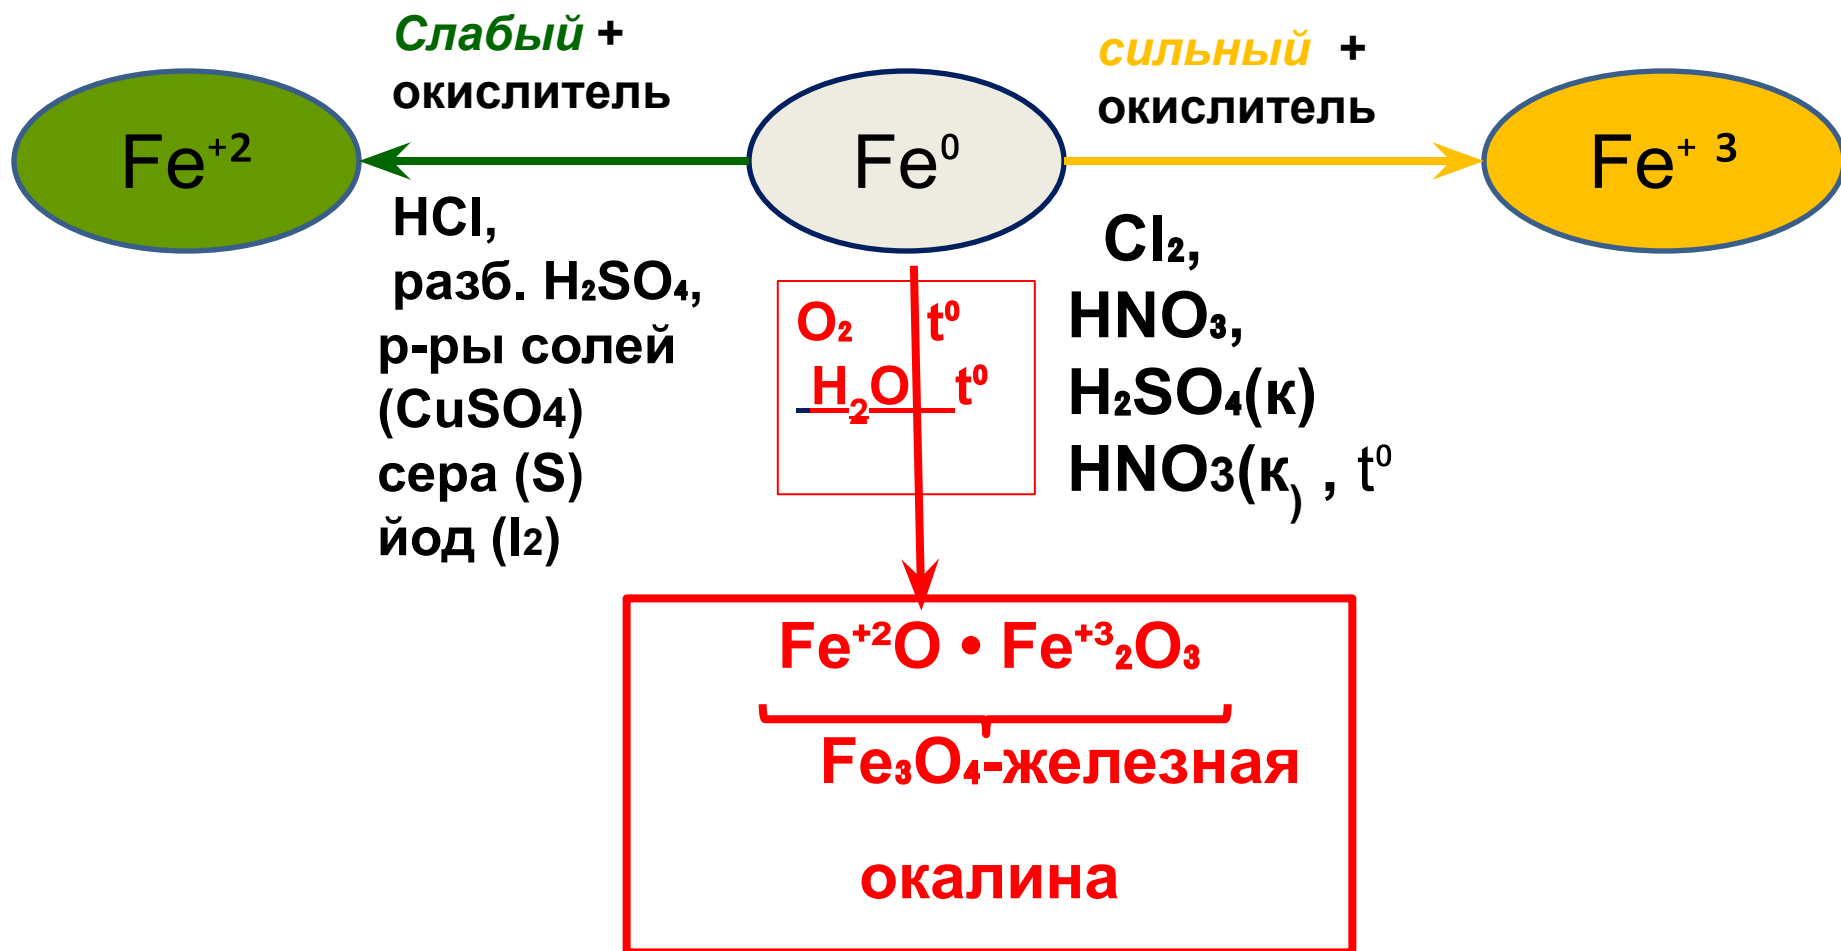 Слабый +
окислитель
сильный +
окислитель
Fe⁺²
Fe⁰
Fe⁺ ³
HCl,
разб. H₂SO₄,
р-ры солей
(CuSO4)
сера (S)
йод (I2)
O₂ t⁰
H₂O t⁰
Cl₂,
HNO₃,
H₂SO₄(к)
HNO3(к) , t⁰
Fe⁺²O • Fe⁺³₂O₃
Fe₃O₄-железная
окалина